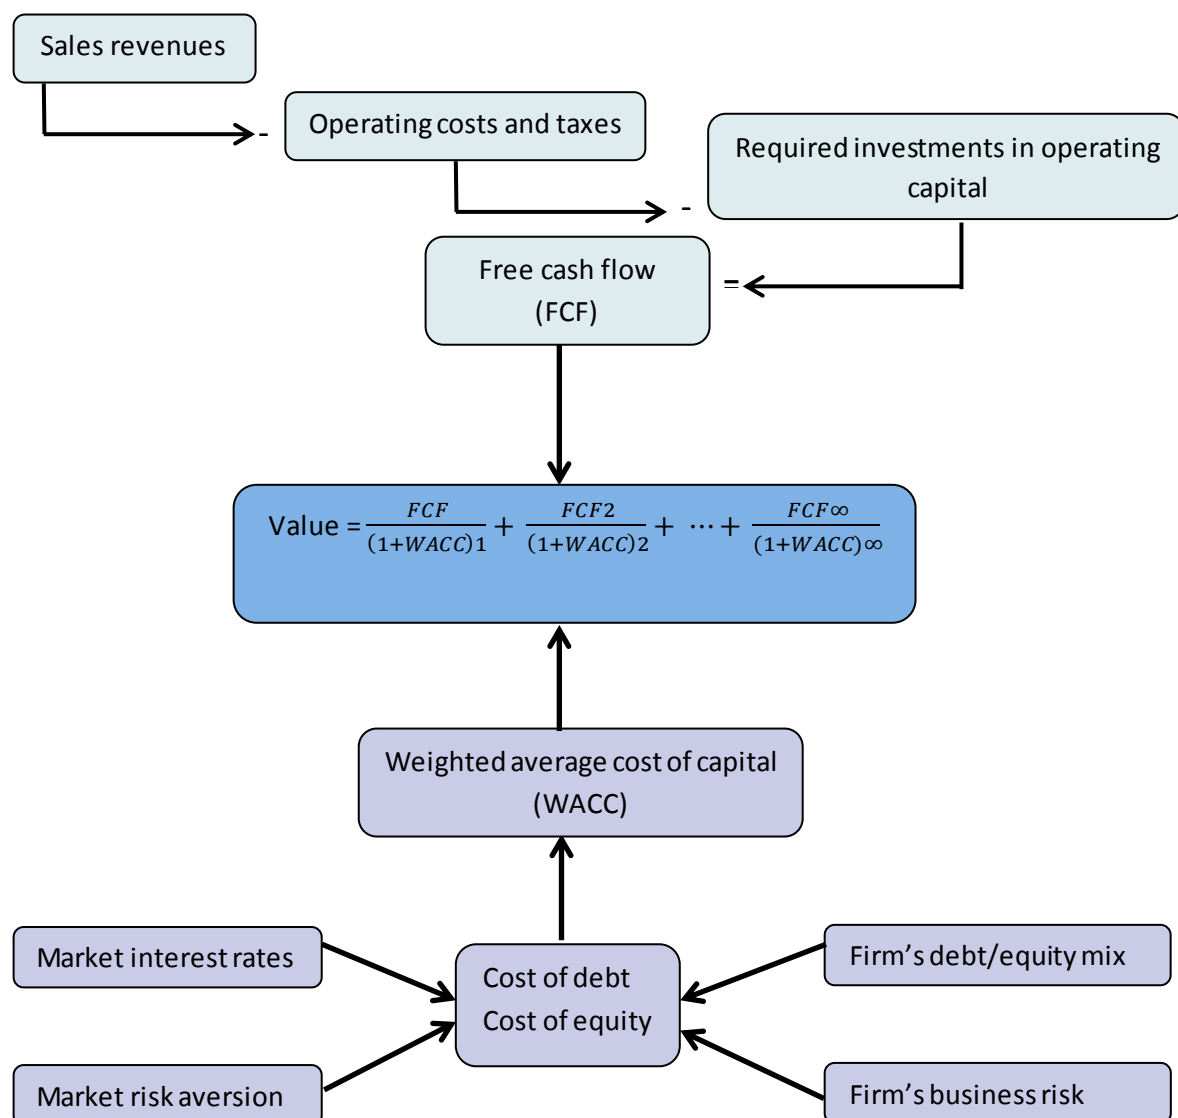 Sales revenues
- Operating costs and taxes
- Required investments in operating
capital
Free cash flow =
(FCF)
Value = FCF/(1+WACC)1 + FCF2/(1+WACC)2 + ⋯ + FCF∞/(1+WACC)∞
Weighted average cost of capital
(WACC)
Market interest rates
Cost of debt
Cost of equity
Firm’s debt/equity mix
Market risk aversion
Firm’s business risk